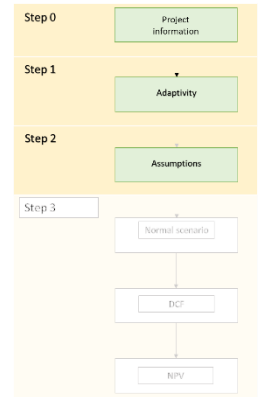 Step 0
Project
information
Step 1
Adaptivity
Step 2
Assumptions
Step 3
Normal scenario
DCF
NPV